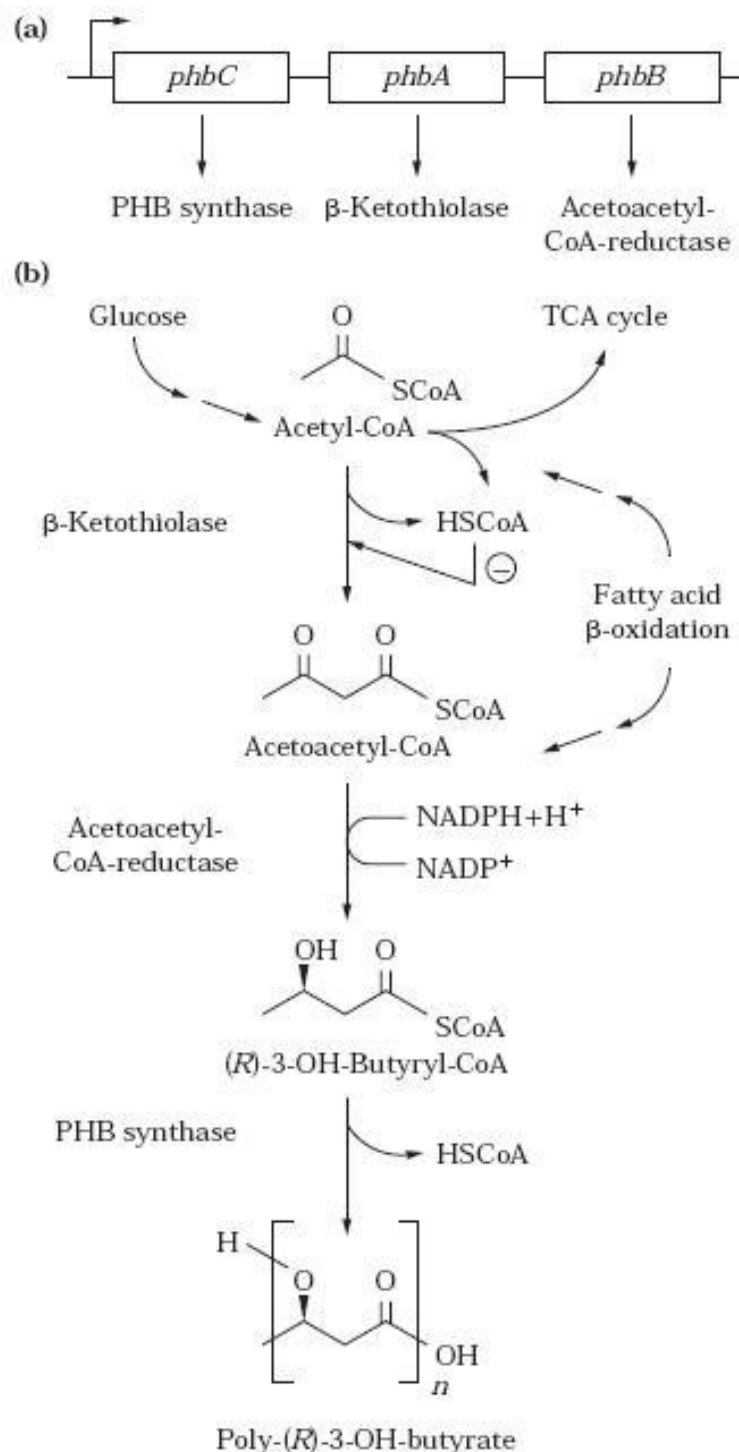 (a)
phbC phbA phbB
PHB synthase β-Ketothiolase Acetoacetyl-
CoA-reductase
(b)
Glucose O TCA cycle
SCoA
Acetyl-CoA
β-Ketothiolase HSCoA
−
Fatty acid
β-oxidation
O O
SCoA
Acetoacetyl-CoA
Acetoacetyl-
CoA-reductase
NADPH+H⁺
NADP⁺
OH O
SCoA
(R)-3-OH-Butyryl-CoA
PHB synthase
HSCoA
H
O O
OH
n
Poly-(R)-3-OH-butyrate